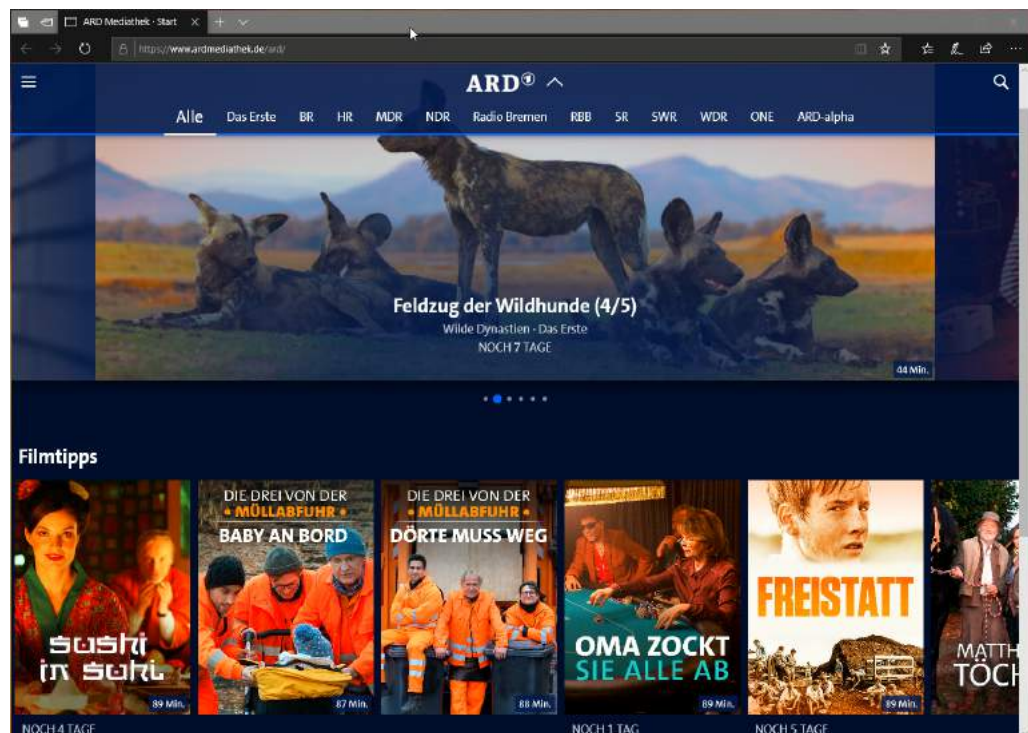 ARD Mediathek · Start
https://www.ardmediathek.de/ard/
ARD
Alle Das Erste BR HR MDR NDR Radio Bremen RBB SR SWR WDR ONE ARD-alpha
Feldzug der Wildhunde (4/5)
Wilde Dynastien · Das Erste
NOCH 7 TAGE
44 Min.
Filmtipps
sushi
in suhl
89 Min.
DIE DREI VON DER
• MÜLLABFUHR •
BABY AN BORD
87 Min.
DIE DREI VON DER
• MÜLLABFUHR •
DÖRTE MUSS WEG
88 Min.
OMA ZOCKT
SIE ALLE AB
89 Min.
FREISTATT
89 Min.
MATTH
TÖCH
NOCH 4 TAGE
NOCH 1 TAG
NOCH 5 TAGE